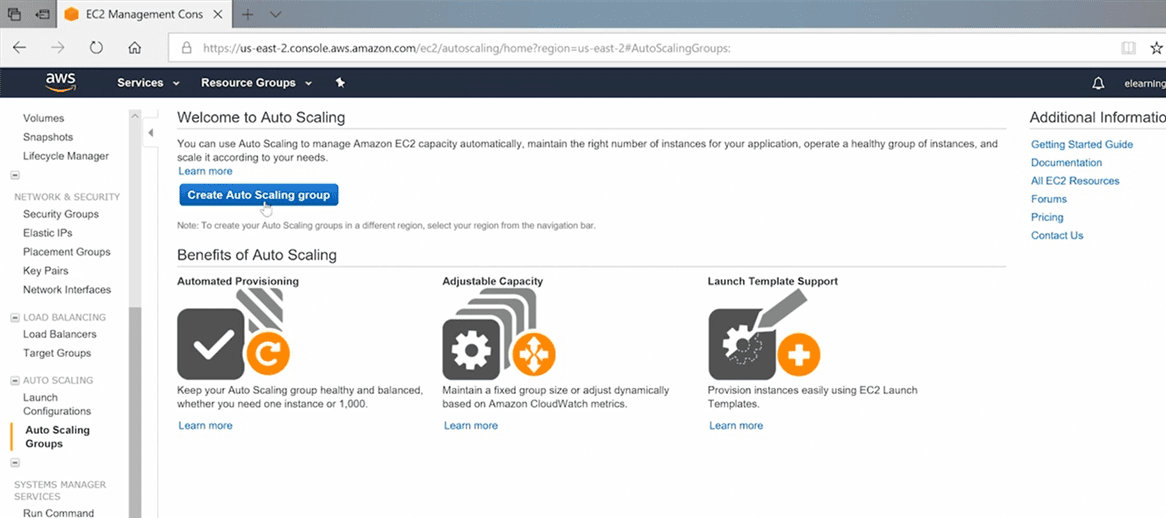 EC2 Management Cons
https://us-east-2.console.aws.amazon.com/ec2/autoscaling/home?region=us-east-2#AutoScalingGroups:
aws
Services
Resource Groups
elearning
Volumes
Snapshots
Lifecycle Manager
NETWORK & SECURITY
Security Groups
Elastic IPs
Placement Groups
Key Pairs
Network Interfaces
LOAD BALANCING
Load Balancers
Target Groups
AUTO SCALING
Launch
Configurations
Auto Scaling
Groups
SYSTEMS MANAGER
SERVICES
Run Command
Welcome to Auto Scaling
You can use Auto Scaling to manage Amazon EC2 capacity automatically, maintain the right number of instances for your application, operate a healthy group of instances, and
scale it according to your needs.
Learn more
Create Auto Scaling group
Note: To create your Auto Scaling groups in a different region, select your region from the navigation bar.
Benefits of Auto Scaling
Automated Provisioning
Keep your Auto Scaling group healthy and balanced,
whether you need one instance or 1,000.
Learn more
Adjustable Capacity
Maintain a fixed group size or adjust dynamically
based on Amazon CloudWatch metrics.
Learn more
Launch Template Support
Provision instances easily using EC2 Launch
Templates.
Learn more
Additional Informatio
Getting Started Guide
Documentation
All EC2 Resources
Forums
Pricing
Contact Us